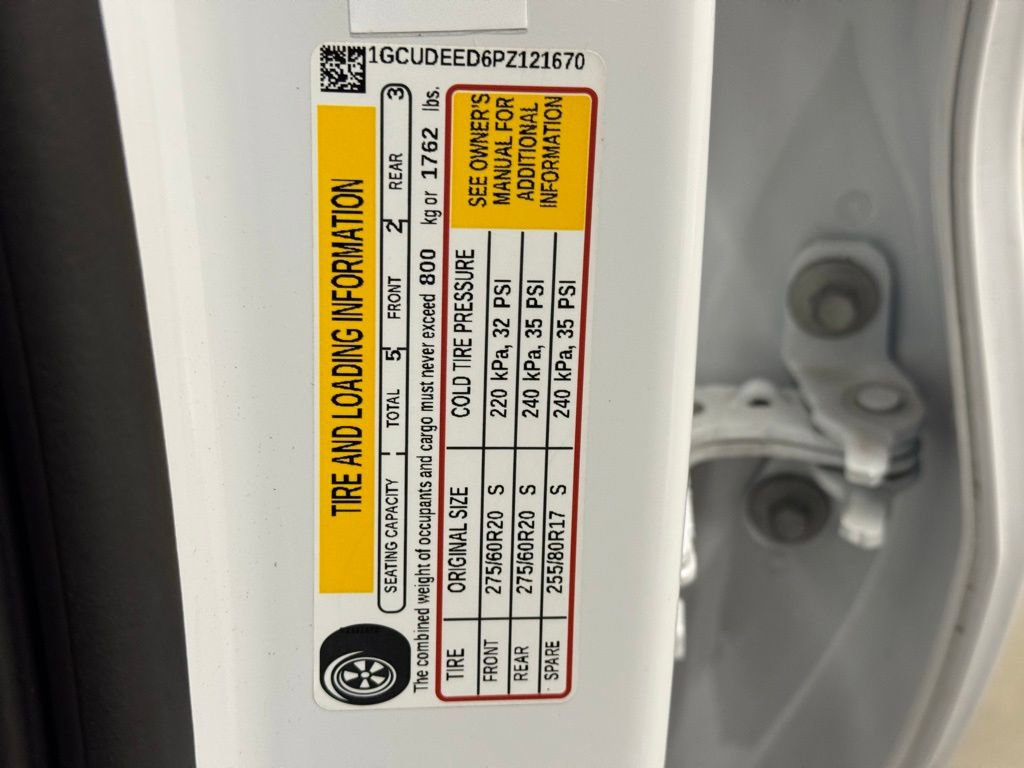 1GCUDEED6PZ121670
TIRE AND LOADING INFORMATION
SEATING CAPACITY TOTAL 5 FRONT 2 REAR 3
The combined weight of occupants and cargo must never exceed 800 kg or 1762 lbs.
TIRE ORIGINAL SIZE COLD TIRE PRESSURE
FRONT 275/60R20 S 220 kPa, 32 PSI
REAR 275/60R20 S 240 kPa, 35 PSI
SPARE 255/80R17 S 240 kPa, 35 PSI
SEE OWNER'S
MANUAL FOR
ADDITIONAL
INFORMATION